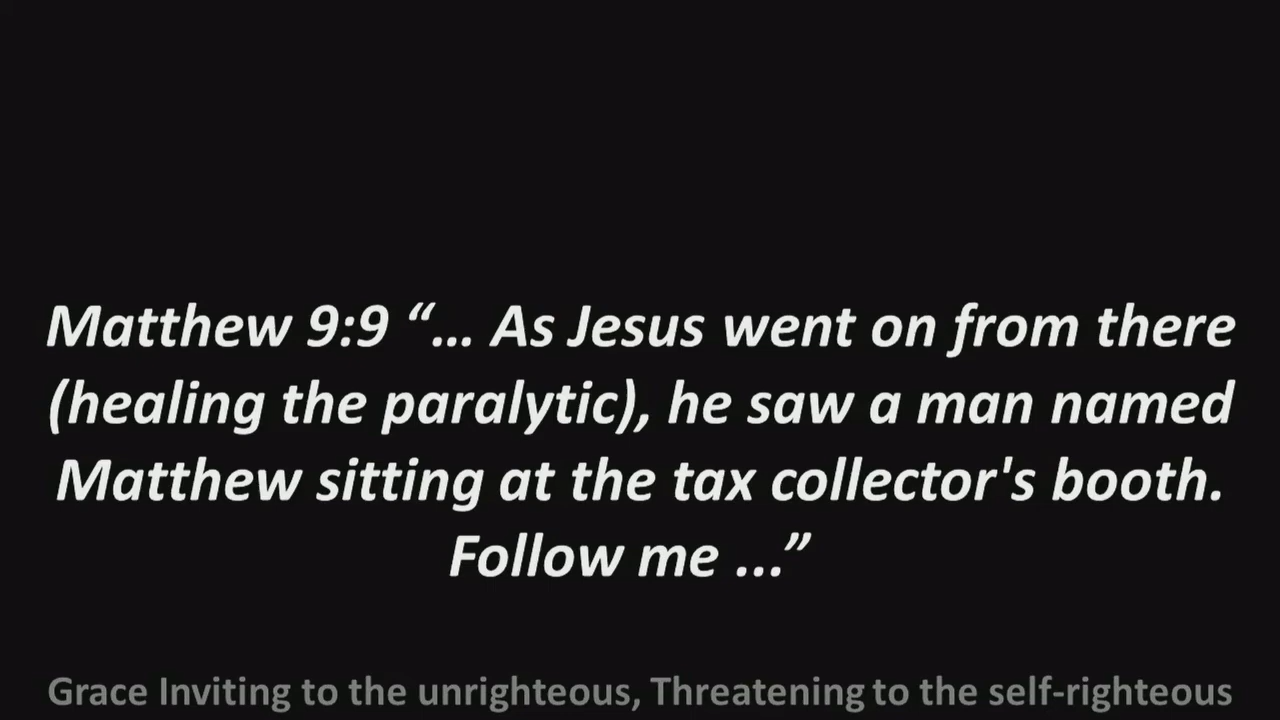 Matthew 9:9 “... As Jesus went on from there
(healing the paralytic), he saw a man named
Matthew sitting at the tax collector's booth.
Follow me ...”
Grace Inviting to the unrighteous, Threatening to the self-righteous